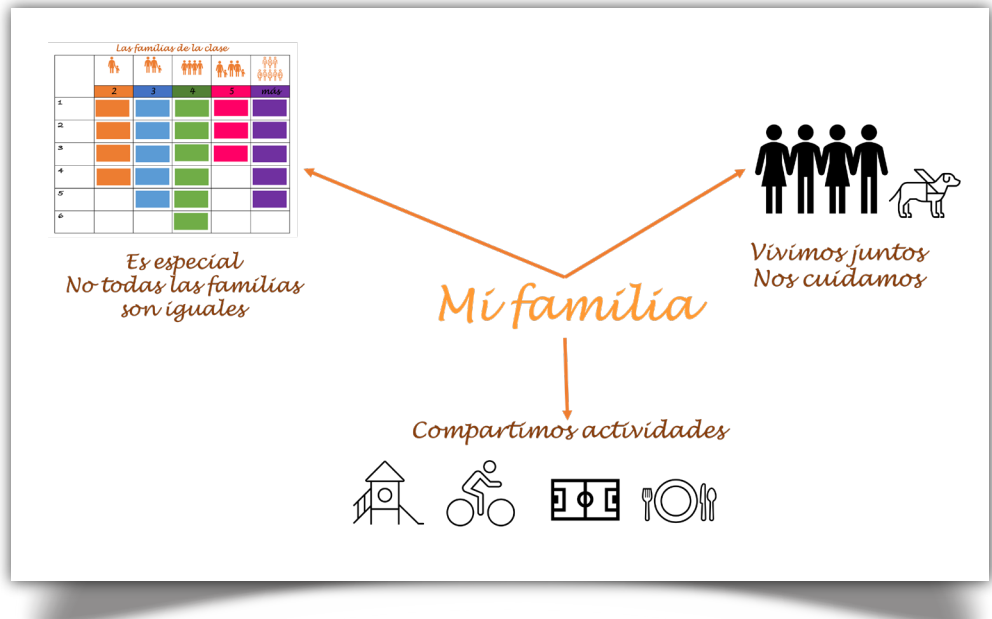 Las familias de la clase
2 3 4 5 más
1
2
3
4
5
6
Es especial
No todas las familias
son iguales
Vivimos juntos
Nos cuidamos
Mi familia
Compartimos actividades